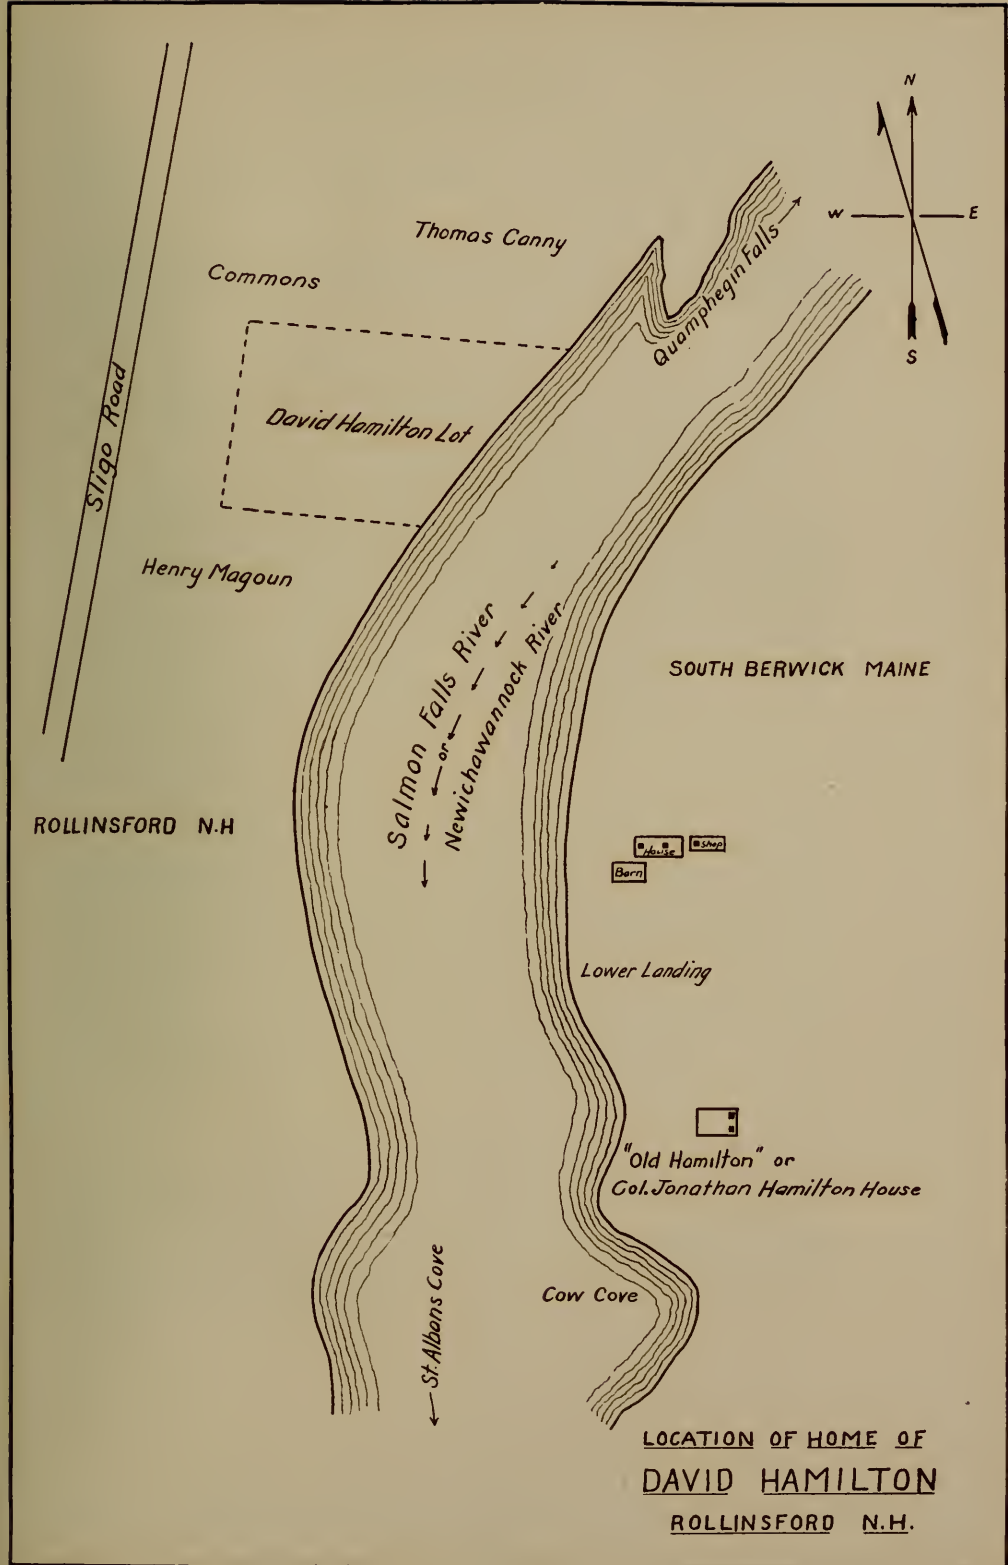 N
W
E
S
Thomas Canny
Commons
Quamphegin Falls
Sligo Road
David Hamilton Lot
Henry Magoun
Salmon Falls River
or
Newichawannock River
SOUTH BERWICK MAINE
ROLLINSFORD N.H
House
Shop
Barn
Lower Landing
"Old Hamilton" or
Col. Jonathan Hamilton House
Cow Cove
St. Albans Cove
LOCATION OF HOME OF
DAVID HAMILTON
ROLLINSFORD N.H.